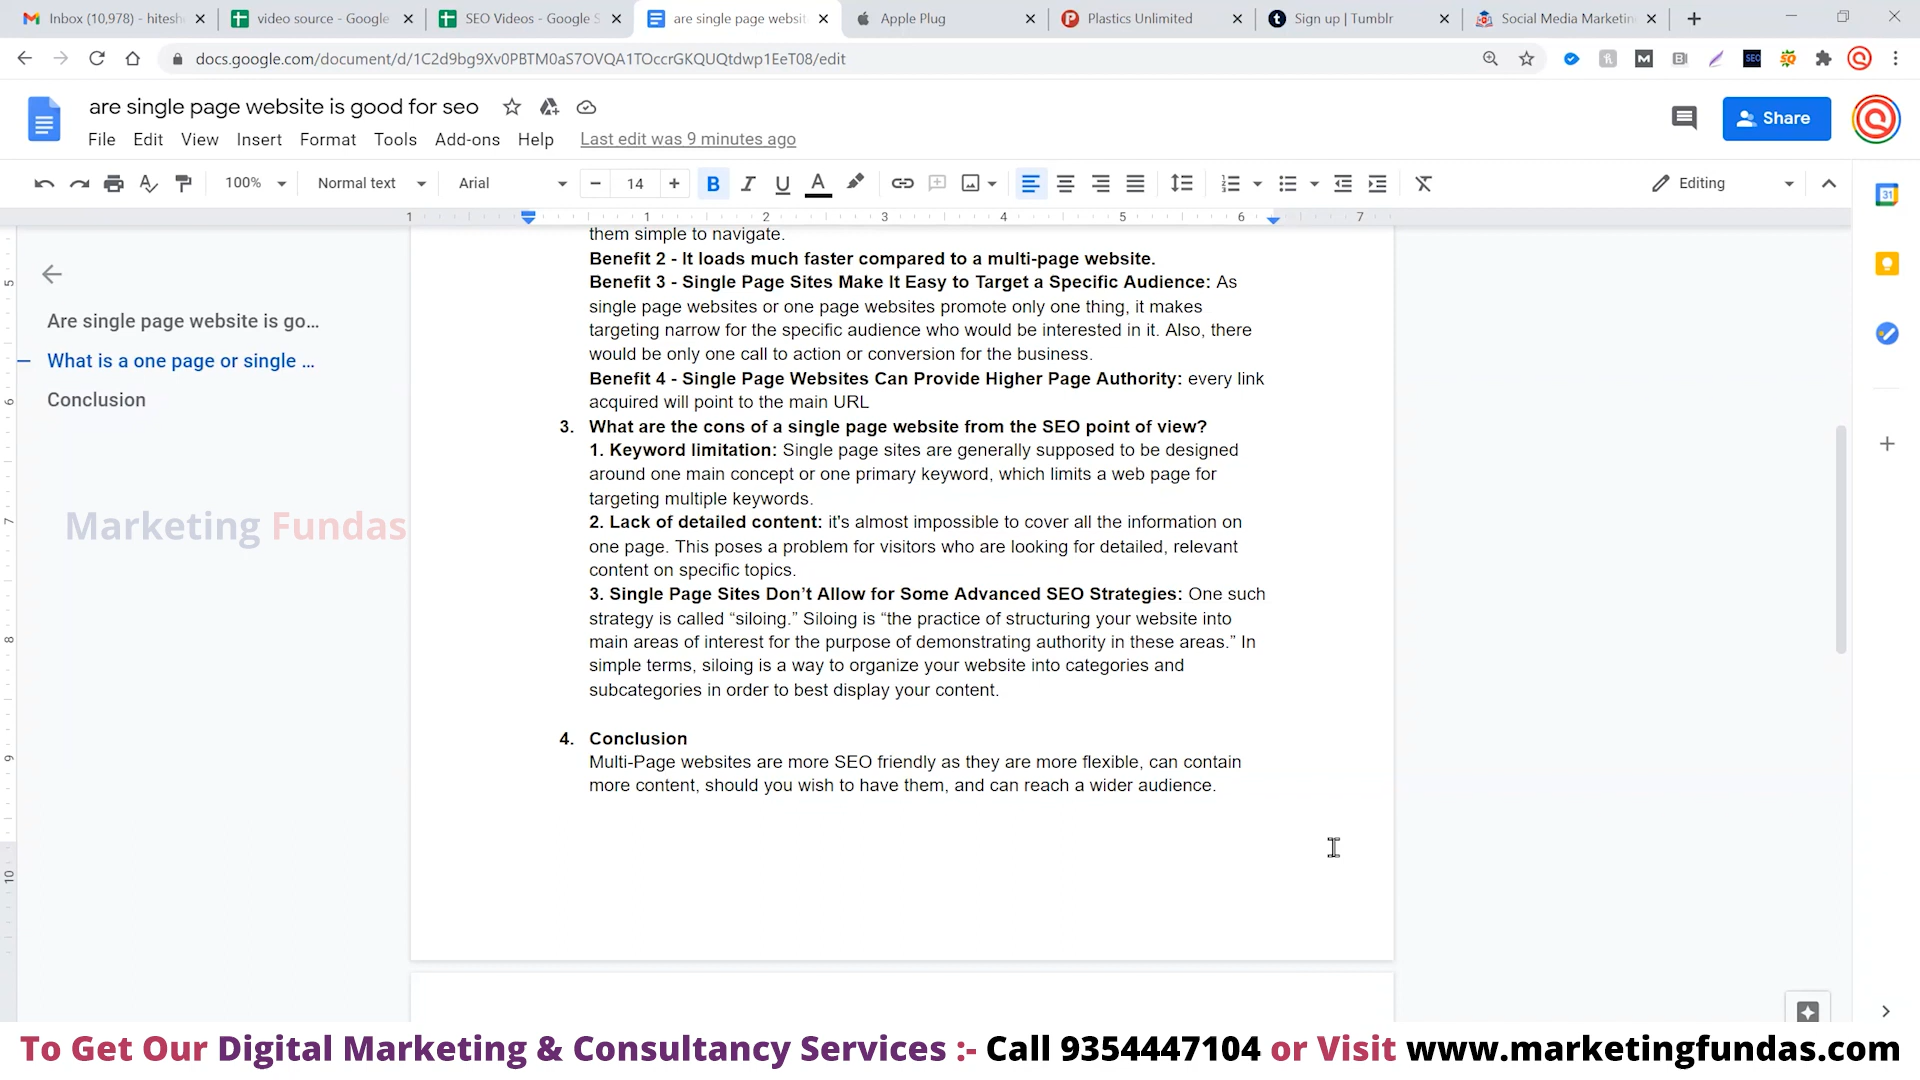 Inbox (10,978) - hitesh
video source - Google
SEO Videos - Google S
are single page websit
Apple Plug
Plastics Unlimited
Sign up | Tumblr
Social Media Marketin
docs.google.com/document/d/1C2d9bg9Xv0PBTM0aS7OVQA1TOccrGKQUQtdwp1EeT08/edit
are single page website is good for seo
Share
File Edit View Insert Format Tools Add-ons Help Last edit was 9 minutes ago
100% Normal text Arial 14 Editing
1 1 2 3 4 5 6 7
them simple to navigate.
Benefit 2 - It loads much faster compared to a multi-page website.
Benefit 3 - Single Page Sites Make It Easy to Target a Specific Audience: As
single page websites or one page websites promote only one thing, it makes
targeting narrow for the specific audience who would be interested in it. Also, there
would be only one call to action or conversion for the business.
Benefit 4 - Single Page Websites Can Provide Higher Page Authority: every link
acquired will point to the main URL
3. What are the cons of a single page website from the SEO point of view?
1. Keyword limitation: Single page sites are generally supposed to be designed
around one main concept or one primary keyword, which limits a web page for
targeting multiple keywords.
2. Lack of detailed content: it's almost impossible to cover all the information on
one page. This poses a problem for visitors who are looking for detailed, relevant
content on specific topics.
3. Single Page Sites Don’t Allow for Some Advanced SEO Strategies: One such
strategy is called “siloing.” Siloing is “the practice of structuring your website into
main areas of interest for the purpose of demonstrating authority in these areas.” In
simple terms, siloing is a way to organize your website into categories and
subcategories in order to best display your content.
4. Conclusion
Multi-Page websites are more SEO friendly as they are more flexible, can contain
more content, should you wish to have them, and can reach a wider audience.
Are single page website is go...
What is a one page or single ...
Conclusion
Marketing Fundas
5
6
7
8
9
10
31
To Get Our Digital Marketing & Consultancy Services :- Call 9354447104 or Visit www.marketingfundas.com